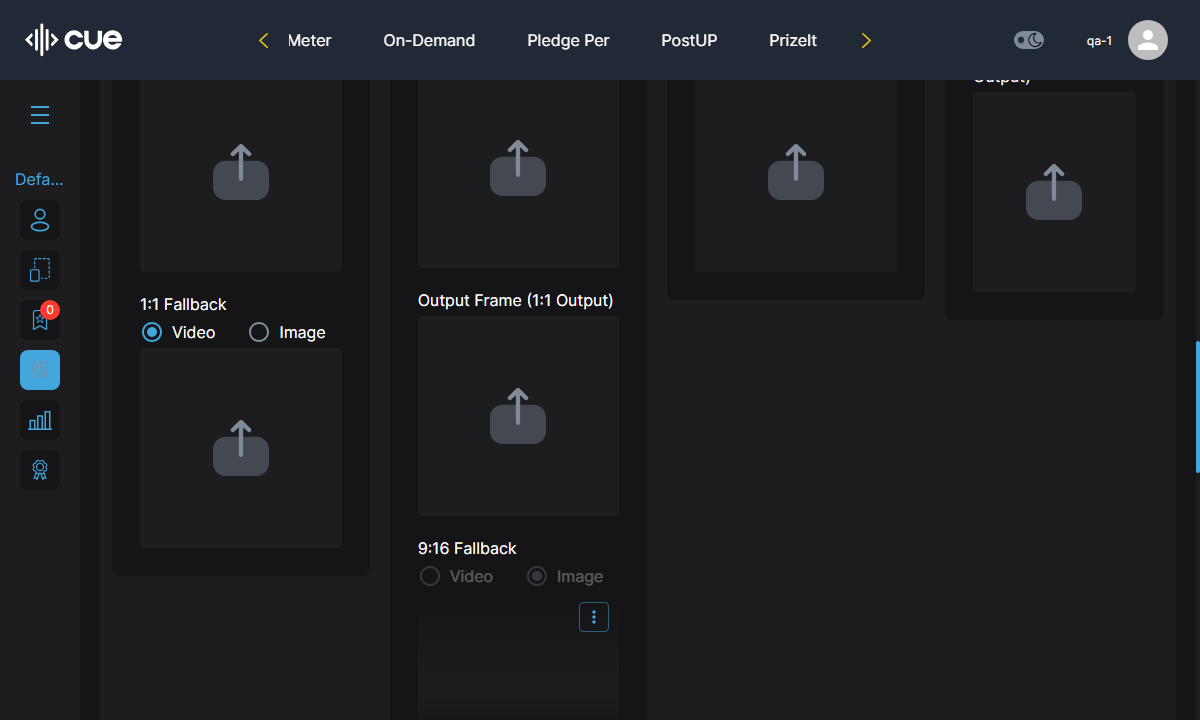 cue
Meter
On-Demand
Pledge Per
PostUP
PrizeIt
qa-1
Output)
Defa...
0
1:1 Fallback
Video
Image
Output Frame (1:1 Output)
9:16 Fallback
Video
Image